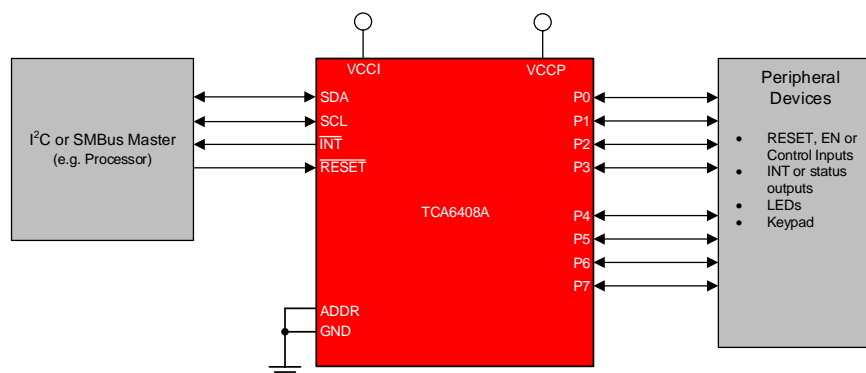 VCCI
VCCP
I²C or SMBus Master
(e.g. Processor)
SDA
SCL
INT
RESET
TCA6408A
ADDR
GND
P0
P1
P2
P3
P4
P5
P6
P7
Peripheral
Devices
• RESET, EN or
Control Inputs
• INT or status
outputs
• LEDs
• Keypad